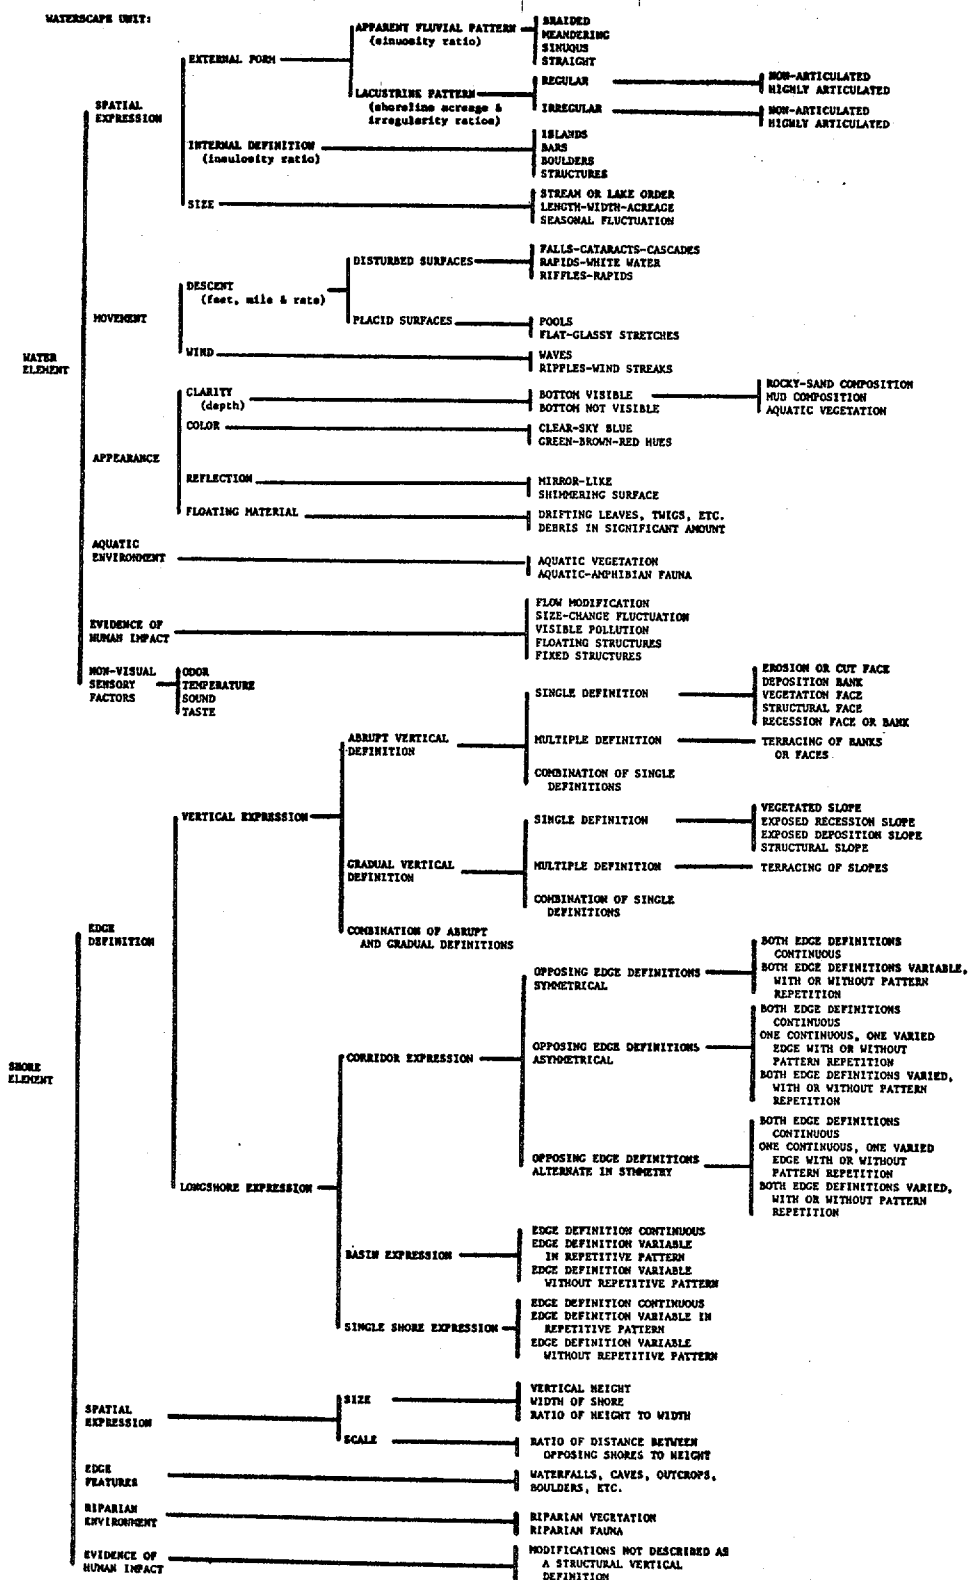 WATERSCAPE UNIT:
WATER
ELEMENT
SPATIAL
EXPRESSION
EXTERNAL FORM
APPARENT FLUVIAL PATTERN
(sinuosity ratio)
BRAIDED
MEANDERING
SINUOUS
STRAIGHT
LACUSTRINE PATTERN
(shoreline acreage &
irregularity ratios)
REGULAR
NON-ARTICULATED
HIGHLY ARTICULATED
IRREGULAR
NON-ARTICULATED
HIGHLY ARTICULATED
INTERNAL DEFINITION
(insulosity ratio)
ISLANDS
BARS
BOULDERS
STRUCTURES
SIZE
STREAM OR LAKE ORDER
LENGTH-WIDTH-ACREAGE
SEASONAL FLUCTUATION
MOVEMENT
DESCENT
(feet, mile & rate)
DISTURBED SURFACES
FALLS-CATARACTS-CASCADES
RAPIDS-WHITE WATER
RIFFLES-RAPIDS
PLACID SURFACES
POOLS
FLAT-GLASSY STRETCHES
WIND
WAVES
RIPPLES-WIND STREAKS
APPEARANCE
CLARITY
(depth)
BOTTOM VISIBLE
BOTTOM NOT VISIBLE
ROCKY-SAND COMPOSITION
MUD COMPOSITION
AQUATIC VEGETATION
COLOR
CLEAR-SKY BLUE
GREEN-BROWN-RED HUES
REFLECTION
MIRROR-LIKE
SHIMMERING SURFACE
FLOATING MATERIAL
DRIFTING LEAVES, TWIGS, ETC.
DEBRIS IN SIGNIFICANT AMOUNT
AQUATIC
ENVIRONMENT
AQUATIC VEGETATION
AQUATIC-AMPHIBIAN FAUNA
EVIDENCE OF
HUMAN IMPACT
FLOW MODIFICATION
SIZE-CHANGE FLUCTUATION
VISIBLE POLLUTION
FLOATING STRUCTURES
FIXED STRUCTURES
NON-VISUAL
SENSORY
FACTORS
ODOR
TEMPERATURE
SOUND
TASTE
SHORE
ELEMENT
EDGE
DEFINITION
VERTICAL EXPRESSION
ABRUPT VERTICAL
DEFINITION
SINGLE DEFINITION
EROSION OR CUT FACE
DEPOSITION BANK
VEGETATION FACE
STRUCTURAL FACE
RECESSION FACE OR BANK
MULTIPLE DEFINITION
TERRACING OF BANKS
OR FACES
COMBINATION OF SINGLE
DEFINITIONS
GRADUAL VERTICAL
DEFINITION
SINGLE DEFINITION
VEGETATED SLOPE
EXPOSED RECESSION SLOPE
EXPOSED DEPOSITION SLOPE
STRUCTURAL SLOPE
MULTIPLE DEFINITION
TERRACING OF SLOPES
COMBINATION OF SINGLE
DEFINITIONS
COMBINATION OF ABRUPT
AND GRADUAL DEFINITIONS
LONGSHORE EXPRESSION
CORRIDOR EXPRESSION
OPPOSING EDGE DEFINITIONS
SYMMETRICAL
BOTH EDGE DEFINITIONS
CONTINUOUS
BOTH EDGE DEFINITIONS VARIABLE,
WITH OR WITHOUT PATTERN
REPETITION
OPPOSING EDGE DEFINITIONS
ASYMMETRICAL
BOTH EDGE DEFINITIONS
CONTINUOUS
ONE CONTINUOUS, ONE VARIED
EDGE WITH OR WITHOUT
PATTERN REPETITION
BOTH EDGE DEFINITIONS VARIED,
WITH OR WITHOUT PATTERN
REPETITION
OPPOSING EDGE DEFINITIONS
ALTERNATE IN SYMMETRY
BOTH EDGE DEFINITIONS
CONTINUOUS
ONE CONTINUOUS, ONE VARIED
EDGE WITH OR WITHOUT
PATTERN REPETITION
BOTH EDGE DEFINITIONS VARIED,
WITH OR WITHOUT PATTERN
REPETITION
BASIN EXPRESSION
EDGE DEFINITION CONTINUOUS
EDGE DEFINITION VARIABLE
IN REPETITIVE PATTERN
EDGE DEFINITION VARIABLE
WITHOUT REPETITIVE PATTERN
SINGLE SHORE EXPRESSION
EDGE DEFINITION CONTINUOUS
EDGE DEFINITION VARIABLE IN
REPETITIVE PATTERN
EDGE DEFINITION VARIABLE
WITHOUT REPETITIVE PATTERN
SPATIAL
EXPRESSION
SIZE
VERTICAL HEIGHT
WIDTH OF SHORE
RATIO OF HEIGHT TO WIDTH
SCALE
RATIO OF DISTANCE BETWEEN
OPPOSING SHORES TO HEIGHT
EDGE
FEATURES
WATERFALLS, CAVES, OUTCROPS,
BOULDERS, ETC.
RIPARIAN
ENVIRONMENT
RIPARIAN VEGETATION
RIPARIAN FAUNA
EVIDENCE OF
HUMAN IMPACT
MODIFICATIONS NOT DESCRIBED AS
A STRUCTURAL VERTICAL
DEFINITION